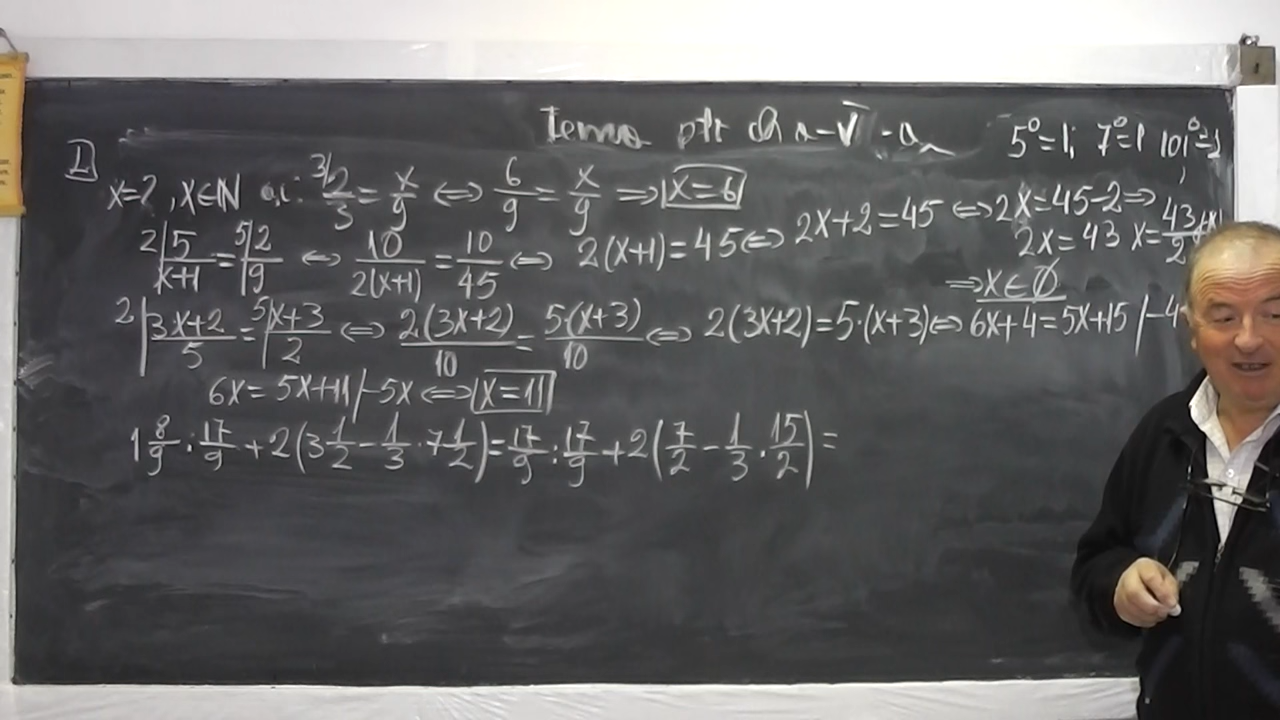 Tema ptr cls a-V-a
5⁰=1; 7⁰=1, 101⁰=1
I
x=?, x∈N a.î. ³⁾2/3 = x/9 ⇔ 6/9 = x/9 ⇒ x=6
²⁾5/(x+1) = ⁵⁾2/9 ⇔ 10/(2(x+1)) = 10/45 ⇔ 2(x+1)=45 ⇔ 2x+2=45 ⇔ 2x=45-2 ⇒
2x=43 x=43/2
⇒ x∈∅
²⁾(3x+2)/5 = ⁵⁾(x+3)/2 ⇔ 2(3x+2)/10 = 5(x+3)/10 ⇔ 2(3x+2)=5·(x+3) ⇔ 6x+4=5x+15 /-4
6x=5x+11 /-5x ⇔ x=11
1 8/9 : 17/9 + 2(3 1/2 - 1/3 · 7 1/2) = 17/9 : 17/9 + 2(7/2 - 1/3 · 15/2) =